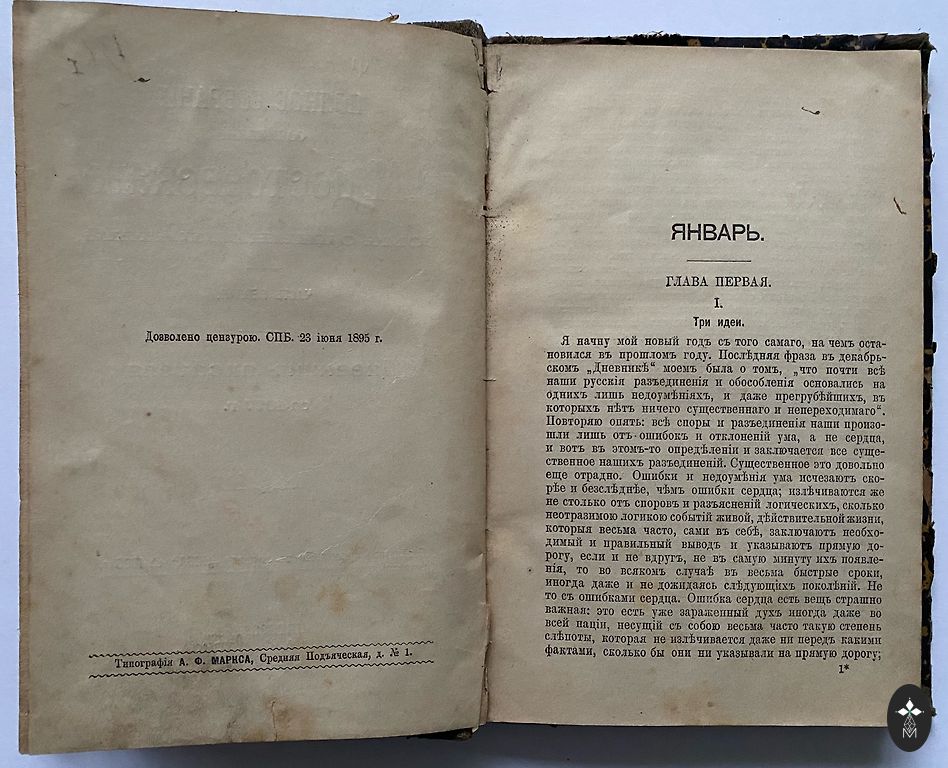 Дозволено цензурою. СПБ. 23 іюня 1895 г.
Типографія А. Ф. МАРКСА, Средняя Подъяческая, д. № 1.
ЯНВАРЬ.
ГЛАВА ПЕРВАЯ.
I.
Три идеи.
Я начну мой новый годъ съ того самаго, на чемъ оста-
новился въ прошломъ году. Послѣдняя фраза въ декабрь-
скомъ „Дневникѣ“ моемъ была о томъ, „что почти всѣ
наши русскія разъединенія и обособленія основались на
однихъ лишь недоумѣніяхъ, и даже прегрубѣйшихъ, въ
которыхъ нѣтъ ничего существеннаго и непереходимаго“.
Повторяю опять: всѣ споры и разъединенія наши произо-
шли лишь отъ ошибокъ и отклоненій ума, а не сердца,
и вотъ въ этомъ-то опредѣленіи и заключается все суще-
ственное нашихъ разъединеній. Существенное это довольно
еще отрадно. Ошибки и недоумѣнія ума исчезаютъ ско-
рѣе и безслѣднѣе, чѣмъ ошибки сердца; излѣчиваются же
не столько отъ споровъ и разъясненій логическихъ, сколько
неотразимою логикою событій живой, дѣйствительной жизни,
которыя весьма часто, сами въ себѣ, заключаютъ необхо-
димый и правильный выводъ и указываютъ прямую до-
рогу, если и не вдругъ, не въ самую минуту ихъ появле-
нія, то во всякомъ случаѣ въ весьма быстрые сроки,
иногда даже и не дожидаясь слѣдующихъ поколѣній. Не
то съ ошибками сердца. Ошибка сердца есть вещь страшно
важная: это есть уже зараженный духъ иногда даже во
всей націи, несущій съ собою весьма часто такую степень
слѣпоты, которая не излѣчивается даже ни передъ какими
фактами, сколько бы они ни указывали на прямую дорогу;
1*
М